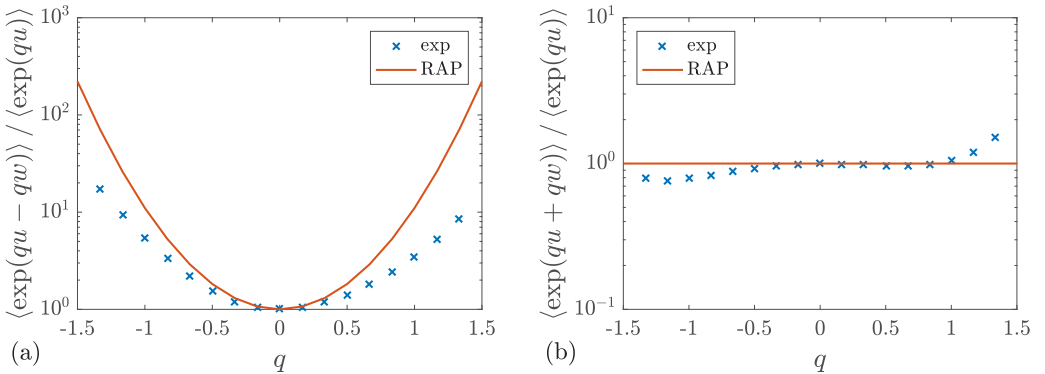 ⟨exp(qu − qw)⟩ / ⟨exp(qu)⟩
10³
10²
10¹
10⁰
exp
RAP
-1.5 -1 -0.5 0 0.5 1 1.5
(a)
q
⟨exp(qu + qw)⟩ / ⟨exp(qu)⟩
10¹
10⁰
10⁻¹
exp
RAP
-1.5 -1 -0.5 0 0.5 1 1.5
(b)
q